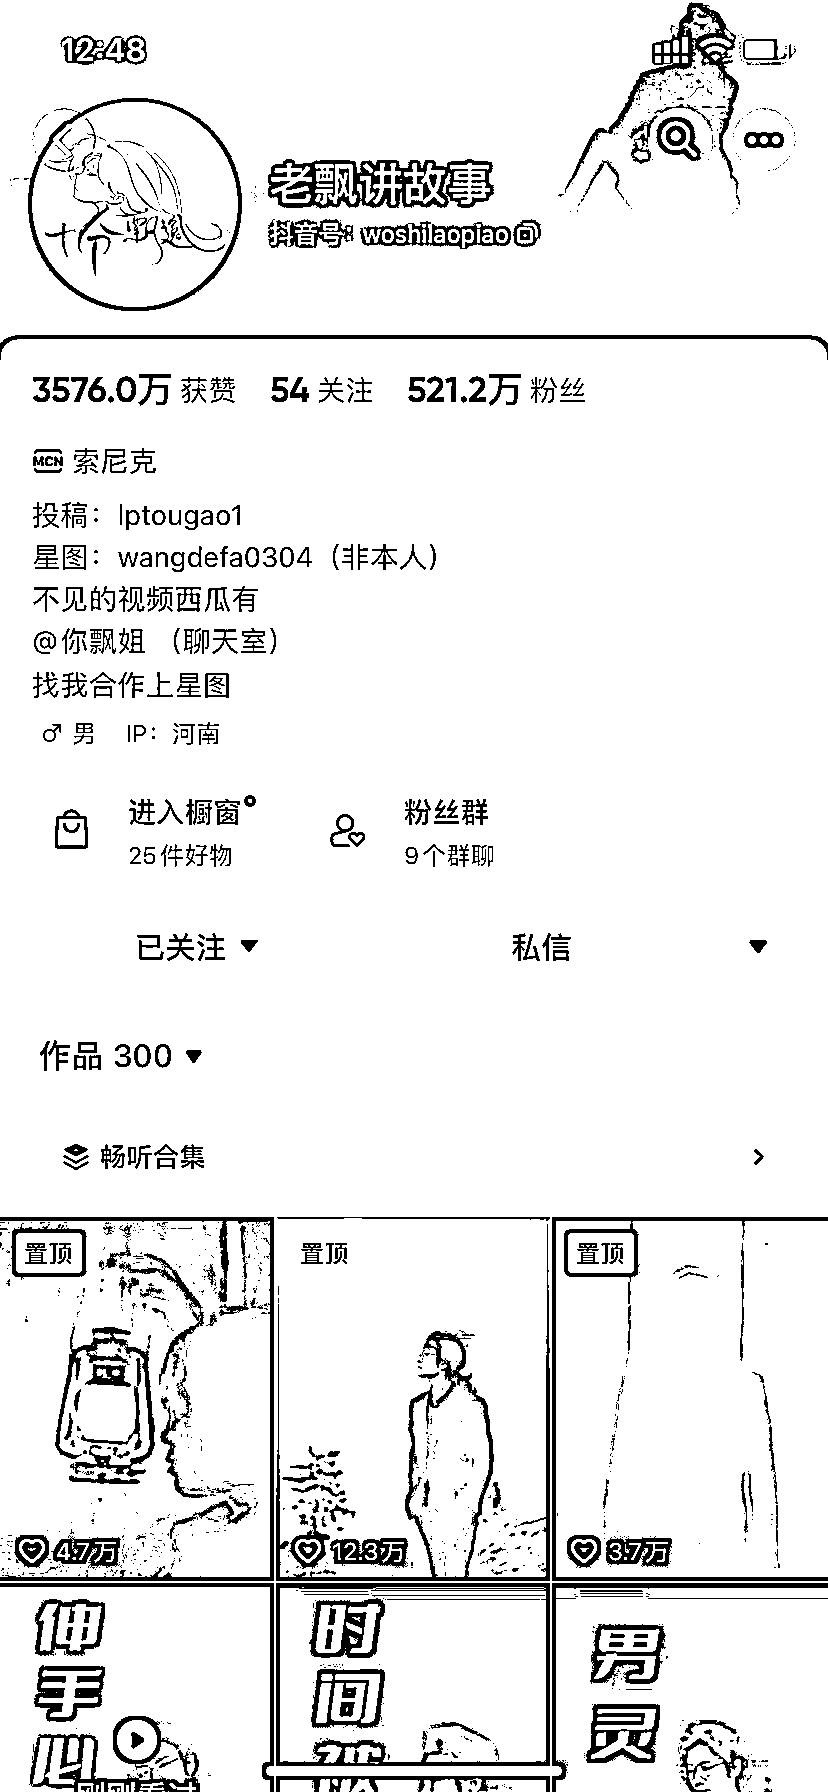 12:48
老飘讲故事
抖音号：woshilaopiao
3576.0万 获赞 54 关注 521.2万 粉丝
MCN 索尼克
投稿：lptougao1
星图：wangdefa0304（非本人）
不见的视频西瓜有
@你飘姐 （聊天室）
找我合作上星图
♂ 男 IP：河南
进入橱窗
25件好物
粉丝群
9个群聊
已关注
私信
作品 300
畅听合集
置顶 置顶 置顶
4.7万 12.3万 3.7万
伸手
时间被
男灵
刚刚看过